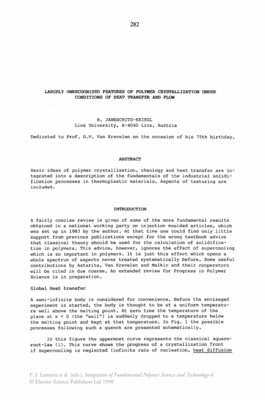 282
LARGELY UNRECOGNIZED FEATURES OF POLYMER CRYSTALLIZATION UNDER
CONDITIONS OF HEAT TRANSFER AND FLOW
H. JANESCHITZ-KRIEGL
Linz University, A-4040 Linz, Austria
Dedicated to Prof. D.W. Van Krevelen on the occasion of his 75th birthday.
ABSTRACT
Basic ideas of polymer crystallization, rheology and heat transfer are in-
tegrated into a description of the fundamentals of the industrial solidi-
fication processes in thermoplastic materials. Aspects of texturing are
included.
INTRODUCTION
A fairly concise review is given of some of the more fundamental results
obtained in a national working party on injection moulded articles, which
was set up in 1983 by the author. At that time one could find only little
support from previous publications except for the wrong textbook advice
that classical theory should be used for the calculation of solidifica-
tion in polymers. This advice, however, ignores the effect of supercooling
which is so important in polymers. It is just this effect which opens a
whole spectrum of aspects never treated systematically before. Some useful
contributions by Astarita, Van Krevelen and Malkin and their cooperators
will be cited in due course. An extended review for Progress in Polymer
Science is in preparation.
Global heat transfer
A semi-infinite body is considered for convenience. Before the envisaged
experiment is started, the body is thought to be at a uniform temperatu-
re well above the melting point. At zero time the temperature of the
plane at x = 0 (the "wall") is suddenly dropped to a temperature below
the melting point and kept at that temperature. In Fig. 1 the possible
processes following such a quench are presented schematically.
In this figure the uppermost curve represents the classical square-
root-law [1]. This curve shows the progress of a crystallization front
if supercooling is neglected (infinite rate of nucleation, heat diffusion
P. J. Lemstra et al. (eds.), Integration of Fundamental Polymer Science and Technology—4
© Elsevier Science Publishers Ltd 1990